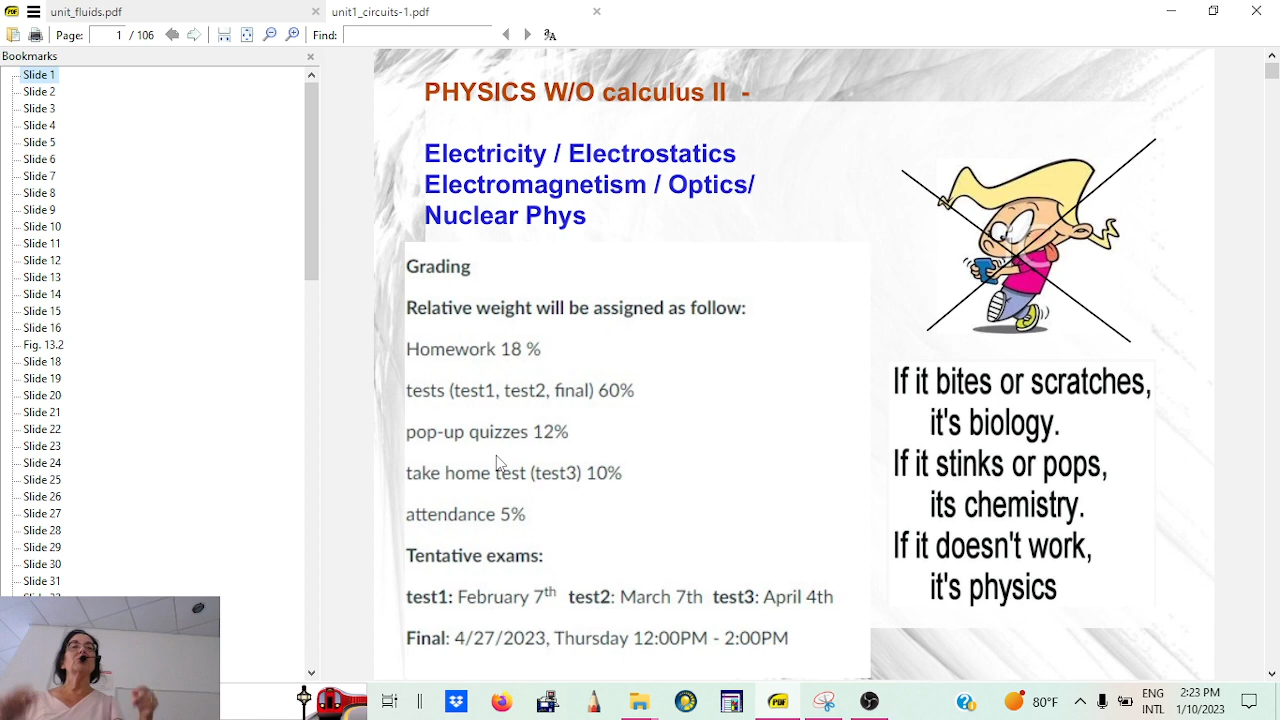 unit_fluids.pdf
unit1_circuits-1.pdf
Page: 1 / 106
Find:
Bookmarks
Slide 1
Slide 2
Slide 3
Slide 4
Slide 5
Slide 6
Slide 7
Slide 8
Slide 9
Slide 10
Slide 11
Slide 12
Slide 13
Slide 14
Slide 15
Slide 16
Fig. 13.2
Slide 18
Slide 19
Slide 20
Slide 21
Slide 22
Slide 23
Slide 24
Slide 25
Slide 26
Slide 27
Slide 28
Slide 29
Slide 30
Slide 31
PHYSICS W/O calculus II -
Electricity / Electrostatics
Electromagnetism / Optics/
Nuclear Phys
Grading
Relative weight will be assigned as follow:
Homework 18 %
tests (test1, test2, final) 60%
pop-up quizzes 12%
take home test (test3) 10%
attendance 5%
Tentative exams:
test1: February 7th test2: March 7th test3: April 4th
Final: 4/27/2023, Thursday 12:00PM - 2:00PM
If it bites or scratches,
it's biology.
If it stinks or pops,
its chemistry.
If it doesn't work,
it's physics
80°F
ENG
INTL
2:23 PM
1/10/2023